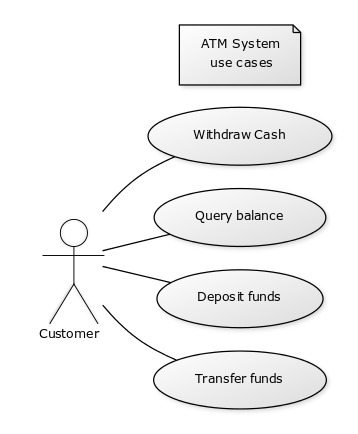 ATM System
use cases
Withdraw Cash
Query balance
Deposit funds
Customer
Transfer funds